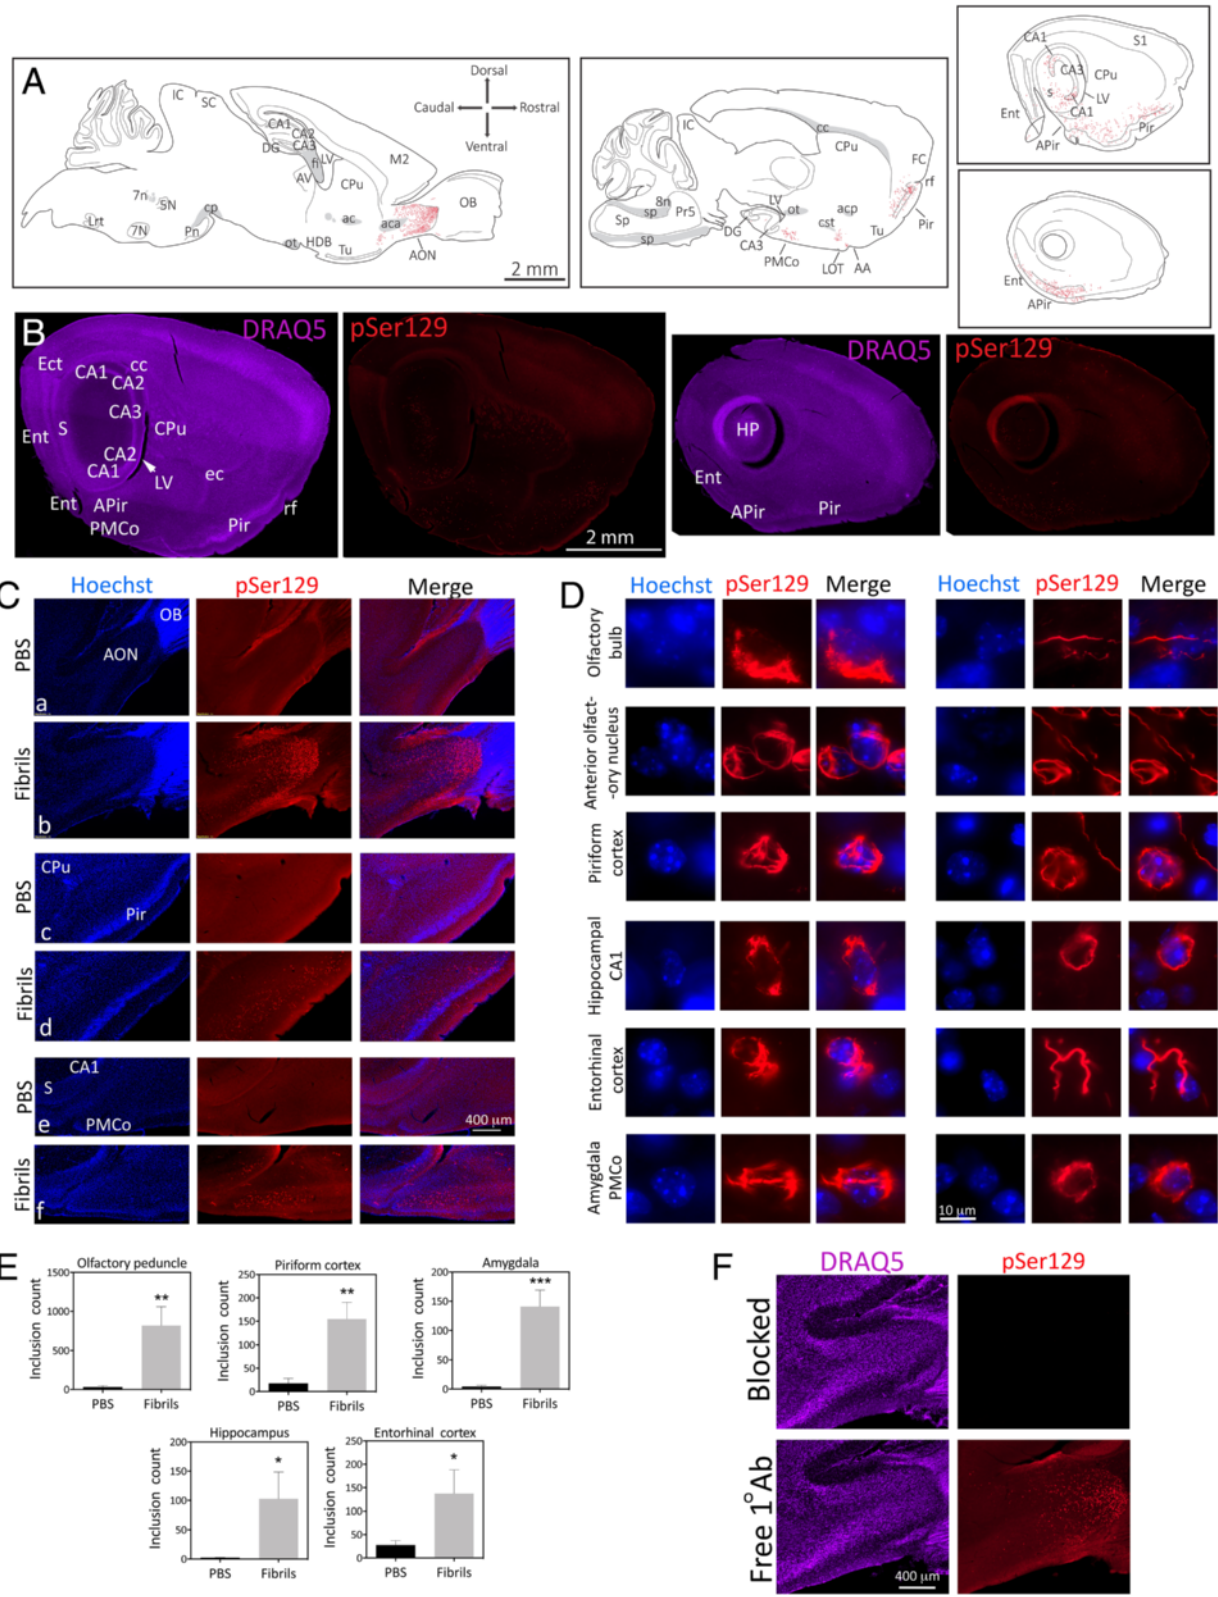 A
Dorsal
Caudal
Rostral
Ventral
IC
SC
CA1
CA2
DG
CA3
fi
LV
AV
M2
CPu
7n
5N
cp
Lrt
7N
Pn
ac
aca
OB
ot
HDB
Tu
AON
2 mm
IC
cc
CPu
FC
rf
8n
LV
Sp
sp
Pr5
ot
acp
DG
cst
Tu
Pir
sp
CA3
PMCo
LOT
AA
CA1
S1
CA3
CPu
s
LV
Ent
CA1
Pir
APir
Ent
APir
B
DRAQ5
pSer129
DRAQ5
pSer129
Ect
CA1
cc
CA2
CA3
Ent
S
CPu
CA2
CA1
LV
ec
Ent
APir
rf
PMCo
Pir
2 mm
HP
Ent
APir
Pir
C
Hoechst
pSer129
Merge
PBS
OB
AON
a
Fibrils
b
PBS
CPu
Pir
c
Fibrils
d
PBS
CA1
S
e
PMCo
400 µm
Fibrils
f
D
Hoechst
pSer129
Merge
Hoechst
pSer129
Merge
Olfactory
bulb
Anterior olfact-
-ory nucleus
Piriform
cortex
Hippocampal
CA1
Entorhinal
cortex
Amygdala
PMCo
10 µm
E
Olfactory peduncle
Inclusion count
1500
1000
500
0
**
PBS
Fibrils
Piriform cortex
Inclusion count
250
200
150
100
50
0
**
PBS
Fibrils
Amygdala
Inclusion count
200
150
100
50
0
***
PBS
Fibrils
Hippocampus
Inclusion count
200
150
100
50
0
*
PBS
Fibrils
Entorhinal cortex
Inclusion count
250
200
150
100
50
0
*
PBS
Fibrils
F
DRAQ5
pSer129
Blocked
Free 1°Ab
400 µm